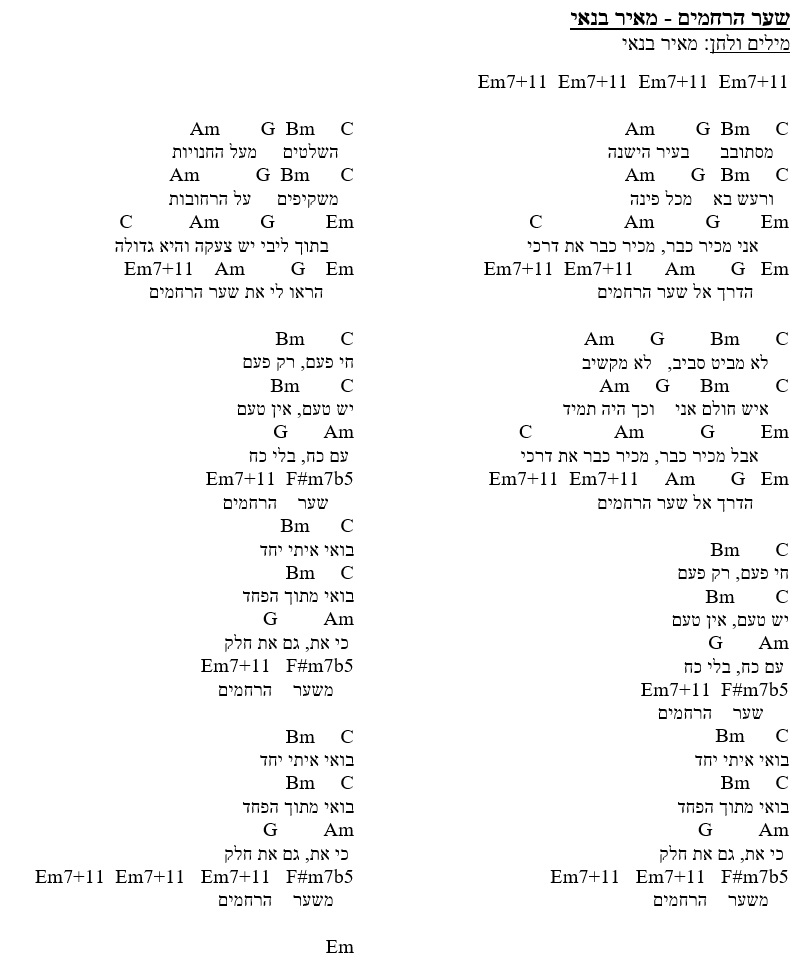 שער הרחמים - מאיר בנאי
מילים ולחן: מאיר בנאי
Em7+11 Em7+11 Em7+11 Em7+11
Am G Bm C
מסתובב בעיר הישנה
Am G Bm C
ורעש בא מכל פינה
C Am G Em
אני מכיר כבר, מכיר כבר את דרכי
Em7+11 Em7+11 Am G Em
הדרך אל שער הרחמים
Am G Bm C
לא מביט סביב, לא מקשיב
Am G Bm C
איש חולם אני וכך היה תמיד
C Am G Em
אבל מכיר כבר, מכיר כבר את דרכי
Em7+11 Em7+11 Am G Em
הדרך אל שער הרחמים
Bm C
חי פעם, רק פעם
Bm C
יש טעם, אין טעם
G Am
עם כח, בלי כח
Em7+11 F#m7b5
שער הרחמים
Bm C
בואי איתי יחד
Bm C
בואי מתוך הפחד
G Am
כי את, גם את חלק
Em7+11 Em7+11 F#m7b5
משער הרחמים
Am G Bm C
השלטים מעל החנויות
Am G Bm C
משקיפים על הרחובות
C Am G Em
בתוך ליבי יש צעקה והיא גדולה
Em7+11 Am G Em
הראו לי את שער הרחמים
Bm C
חי פעם, רק פעם
Bm C
יש טעם, אין טעם
G Am
עם כח, בלי כח
Em7+11 F#m7b5
שער הרחמים
Bm C
בואי איתי יחד
Bm C
בואי מתוך הפחד
G Am
כי את, גם את חלק
Em7+11 F#m7b5
משער הרחמים
Bm C
בואי איתי יחד
Bm C
בואי מתוך הפחד
G Am
כי את, גם את חלק
Em7+11 Em7+11 Em7+11 F#m7b5
משער הרחמים
Em